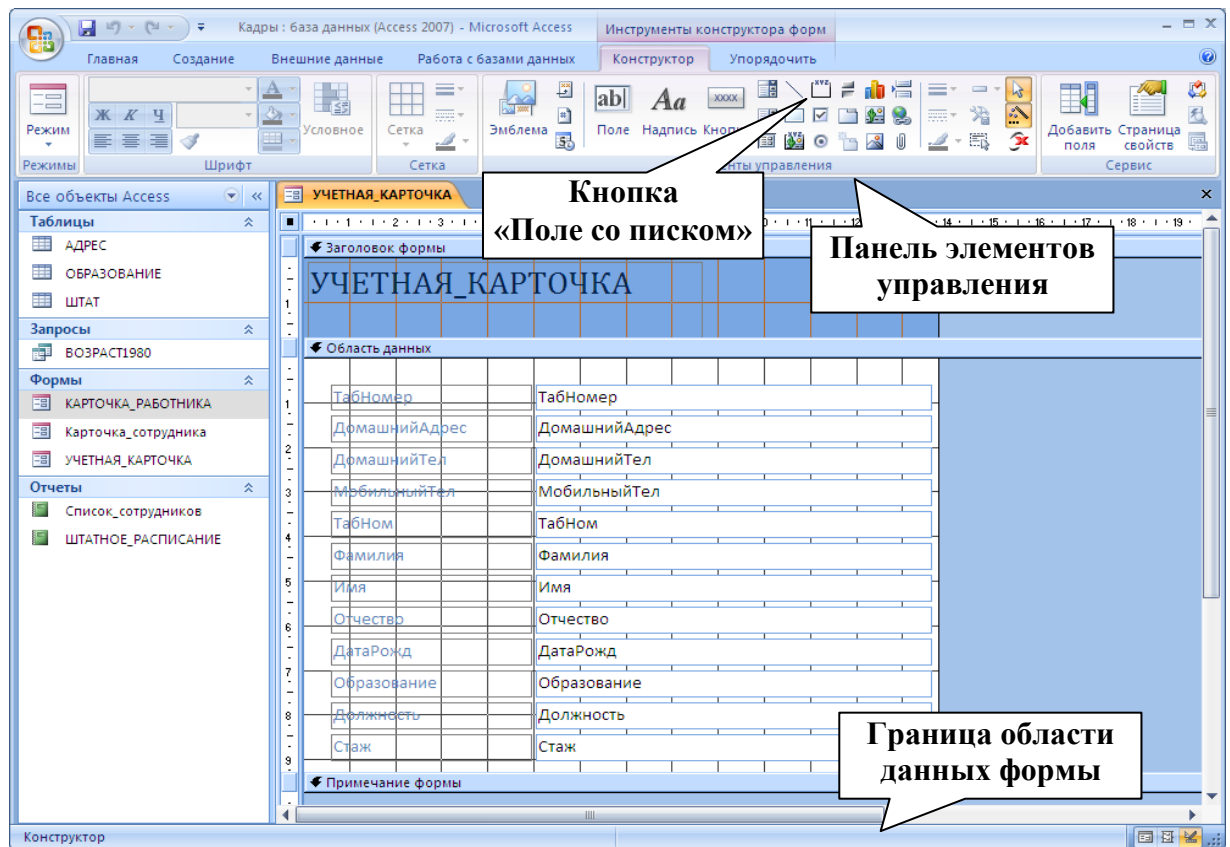 Кадры : база данных (Access 2007) - Microsoft Access
Инструменты конструктора форм
Главная
Создание
Внешние данные
Работа с базами данных
Конструктор
Упорядочить
Режим
Режимы
Ж К Ч
Шрифт
Условное
Сетка
Сетка
Эмблема
ab|
Поле
Aa
Надпись
XXXX
XYZ
Добавить поля
Страница свойств
Сервис
Кнопка
«Поле со писком»
Панель элементов
управления
Все объекты Access
Таблицы
АДРЕС
ОБРАЗОВАНИЕ
ШТАТ
Запросы
ВОЗРАСТ1980
Формы
КАРТОЧКА_РАБОТНИКА
Карточка_сотрудника
УЧЕТНАЯ_КАРТОЧКА
Отчеты
Список_сотрудников
ШТАТНОЕ_РАСПИСАНИЕ
УЧЕТНАЯ_КАРТОЧКА
Заголовок формы
УЧЕТНАЯ_КАРТОЧКА
Область данных
ТабНомер ТабНомер
ДомашнийАдрес ДомашнийАдрес
ДомашнийТел ДомашнийТел
МобильныйТел МобильныйТел
ТабНом ТабНом
Фамилия Фамилия
Имя Имя
Отчество Отчество
ДатаРожд ДатаРожд
Образование Образование
Должность Должность
Стаж Стаж
Примечание формы
Граница области
данных формы
Конструктор